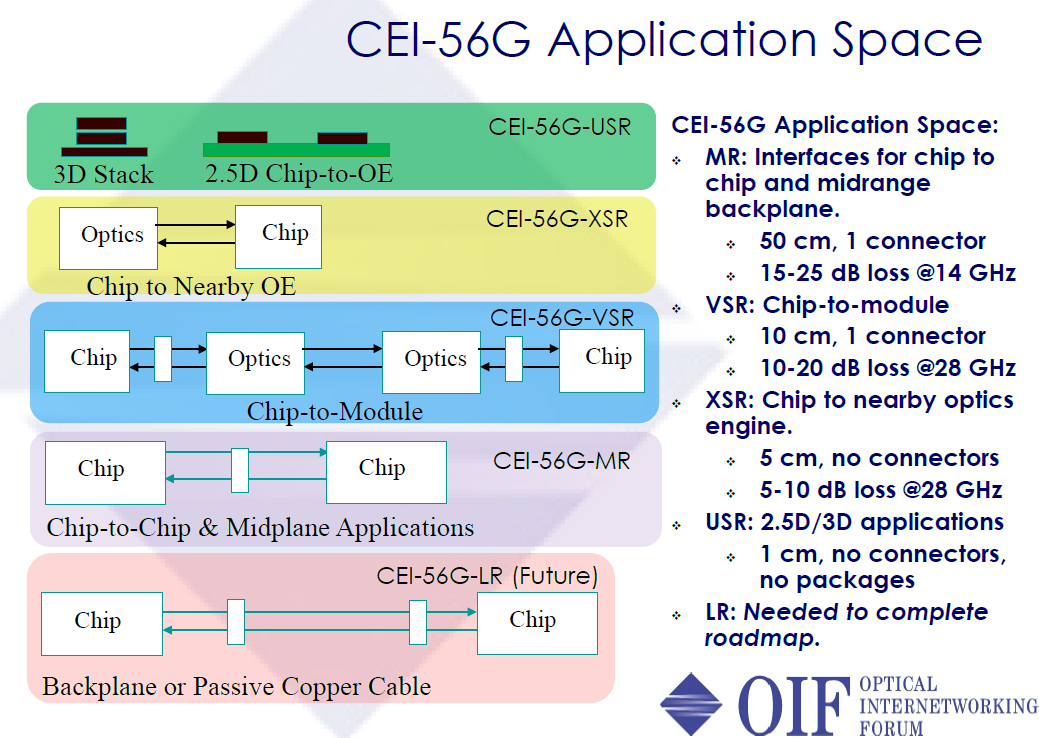 CEI-56G Application Space
CEI-56G-USR
3D Stack
2.5D Chip-to-OE
CEI-56G-XSR
Optics
Chip
Chip to Nearby OE
CEI-56G-VSR
Chip
Optics
Optics
Chip
Chip-to-Module
CEI-56G-MR
Chip
Chip
Chip-to-Chip & Midplane Applications
CEI-56G-LR (Future)
Chip
Chip
Backplane or Passive Copper Cable
CEI-56G Application Space:
MR: Interfaces for chip to
chip and midrange
backplane.
50 cm, 1 connector
15-25 dB loss @14 GHz
VSR: Chip-to-module
10 cm, 1 connector
10-20 dB loss @28 GHz
XSR: Chip to nearby optics
engine.
5 cm, no connectors
5-10 dB loss @28 GHz
USR: 2.5D/3D applications
1 cm, no connectors,
no packages
LR: Needed to complete
roadmap.
OIF
OPTICAL
INTERNETWORKING
FORUM